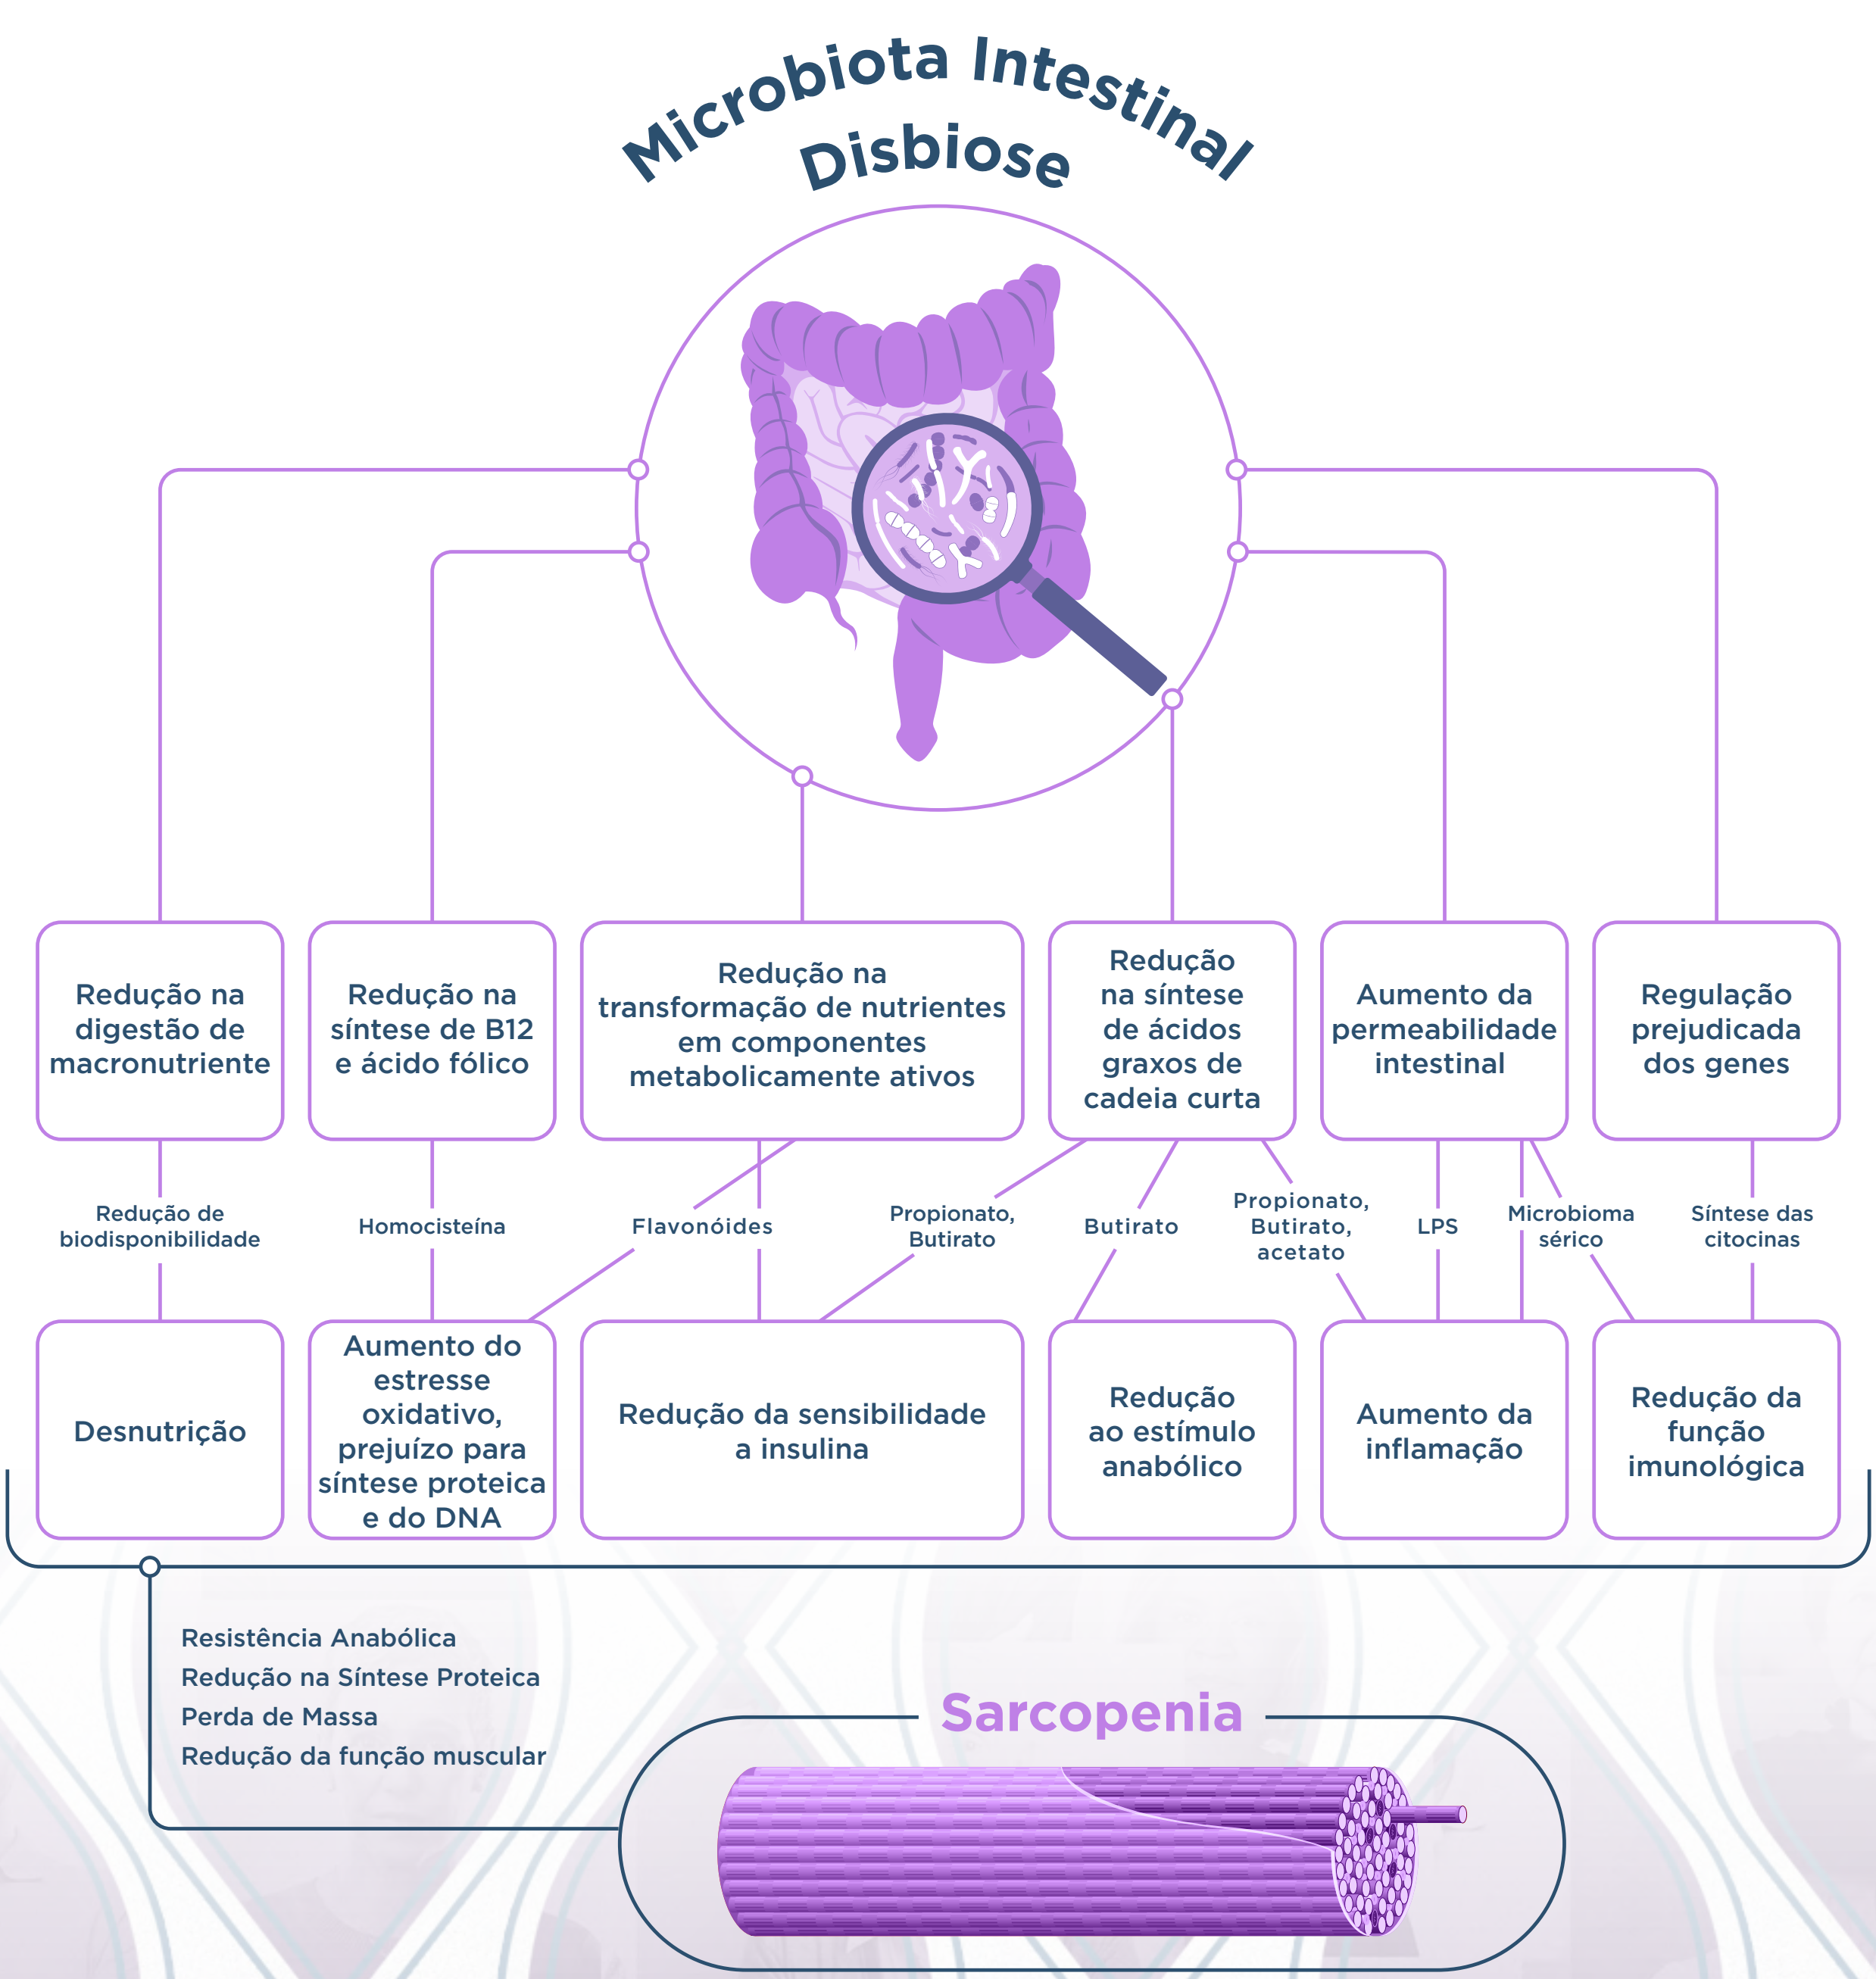 Microbiota Intestinal
Disbiose
Redução na
digestão de
macronutriente
Redução na
síntese de B12
e ácido fólico
Redução na
transformação de nutrientes
em componentes
metabolicamente ativos
Redução
na síntese
de ácidos
graxos de
cadeia curta
Aumento da
permeabilidade
intestinal
Regulação
prejudicada
dos genes
Redução de
biodisponibilidade
Homocisteína
Flavonóides
Propionato,
Butirato
Butirato
Propionato,
Butirato,
acetato
LPS
Microbioma
sérico
Síntese das
citocinas
Desnutrição
Aumento do
estresse
oxidativo,
prejuízo para
síntese proteica
e do DNA
Redução da sensibilidade
a insulina
Redução
ao estímulo
anabólico
Aumento da
inflamação
Redução da
função
imunológica
Resistência Anabólica
Redução na Síntese Proteica
Perda de Massa
Redução da função muscular
Sarcopenia